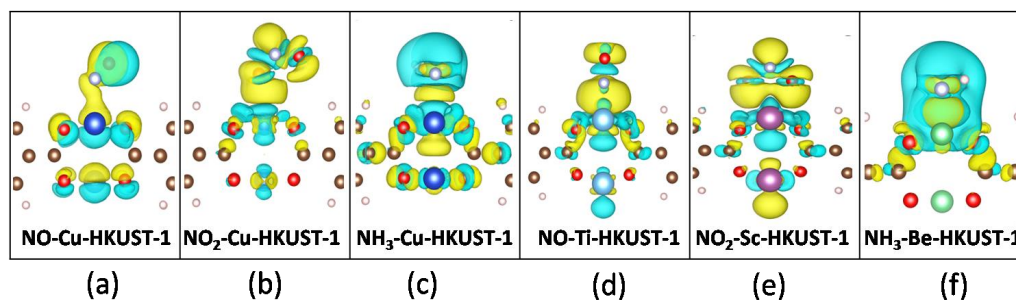 NO-Cu-HKUST-1
NO₂-Cu-HKUST-1
NH₃-Cu-HKUST-1
NO-Ti-HKUST-1
NO₂-Sc-HKUST-1
NH₃-Be-HKUST-1
(a)
(b)
(c)
(d)
(e)
(f)